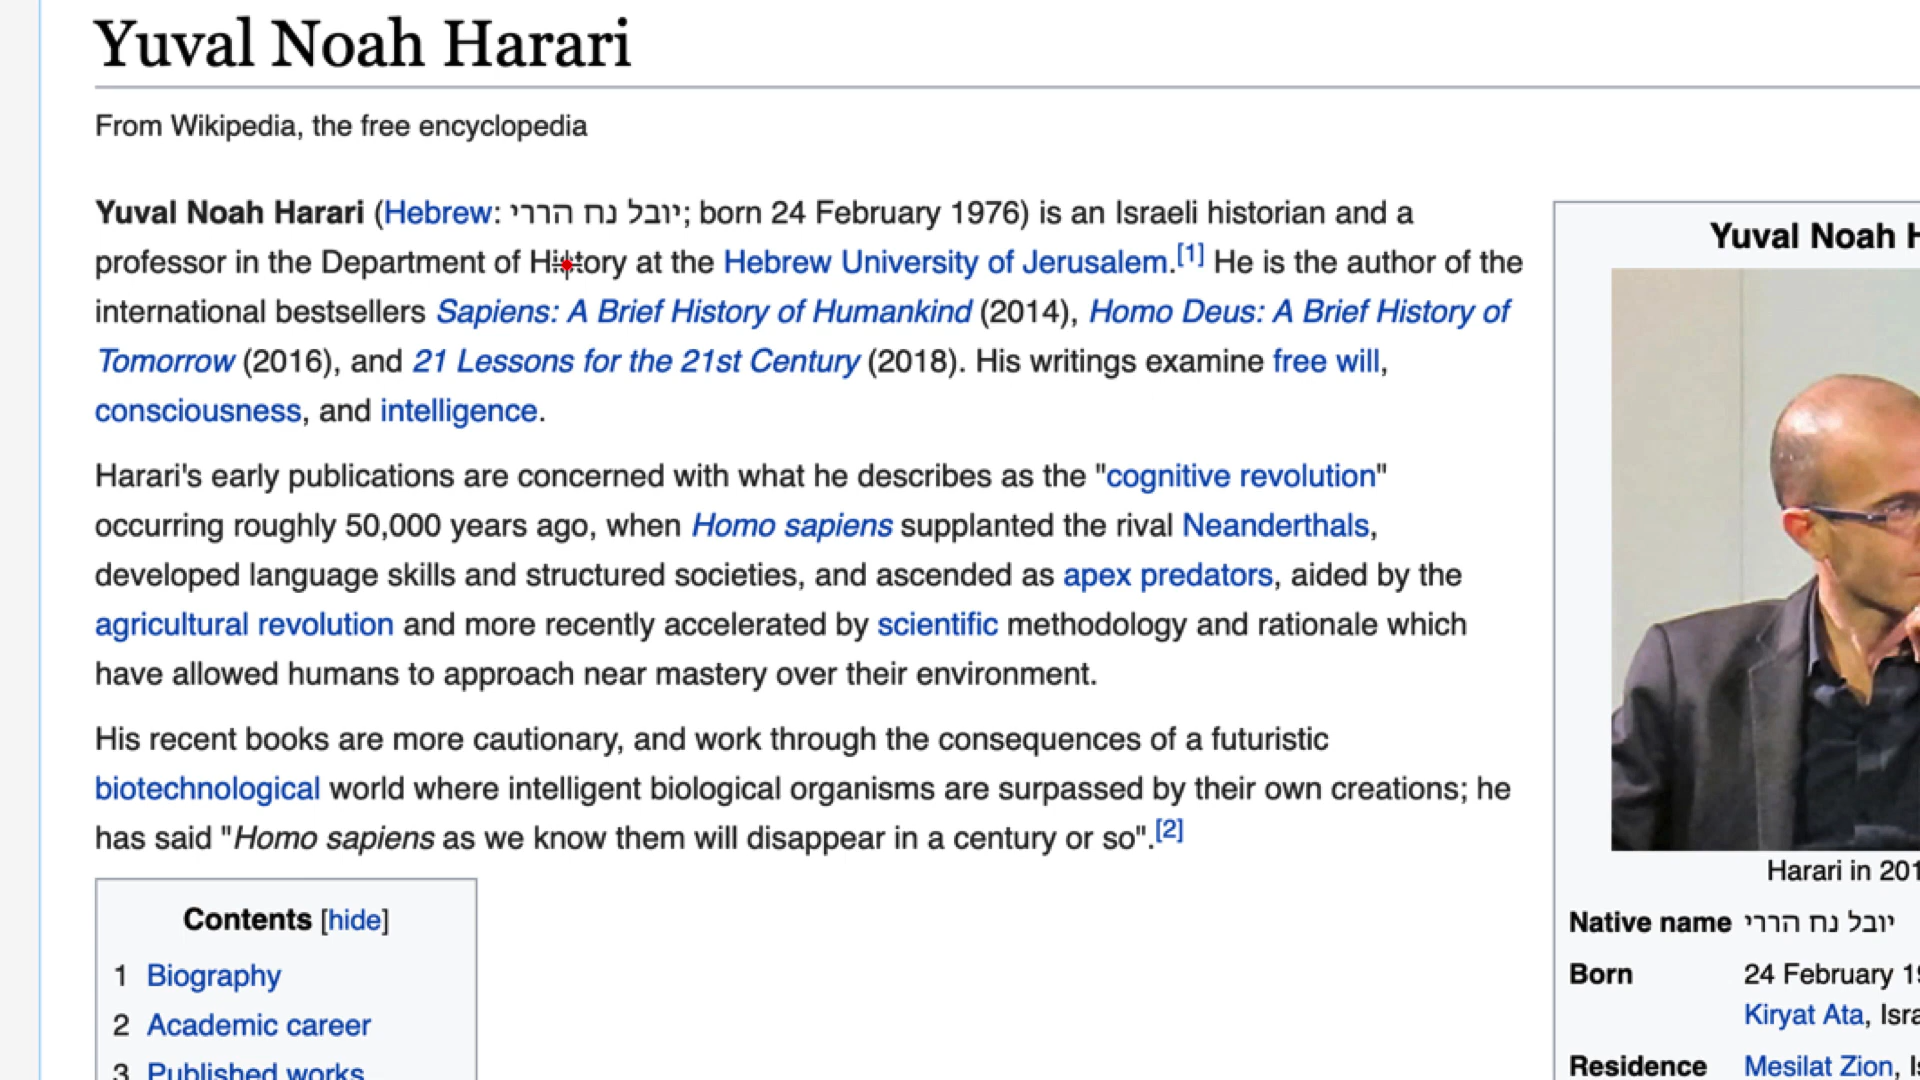 Yuval Noah Harari
From Wikipedia, the free encyclopedia
Yuval Noah Harari (Hebrew: יובל נח הררי; born 24 February 1976) is an Israeli historian and a
professor in the Department of History at the Hebrew University of Jerusalem.[1] He is the author of the
international bestsellers Sapiens: A Brief History of Humankind (2014), Homo Deus: A Brief History of
Tomorrow (2016), and 21 Lessons for the 21st Century (2018). His writings examine free will,
consciousness, and intelligence.
Harari's early publications are concerned with what he describes as the "cognitive revolution"
occurring roughly 50,000 years ago, when Homo sapiens supplanted the rival Neanderthals,
developed language skills and structured societies, and ascended as apex predators, aided by the
agricultural revolution and more recently accelerated by scientific methodology and rationale which
have allowed humans to approach near mastery over their environment.
His recent books are more cautionary, and work through the consequences of a futuristic
biotechnological world where intelligent biological organisms are surpassed by their own creations; he
has said "Homo sapiens as we know them will disappear in a century or so".[2]
Contents [hide]
1 Biography
2 Academic career
3 Published works
Yuval Noah H
Harari in 201
Native name יובל נח הררי
Born 24 February 19
Kiryat Ata, Isra
Residence Mesilat Zion, Is